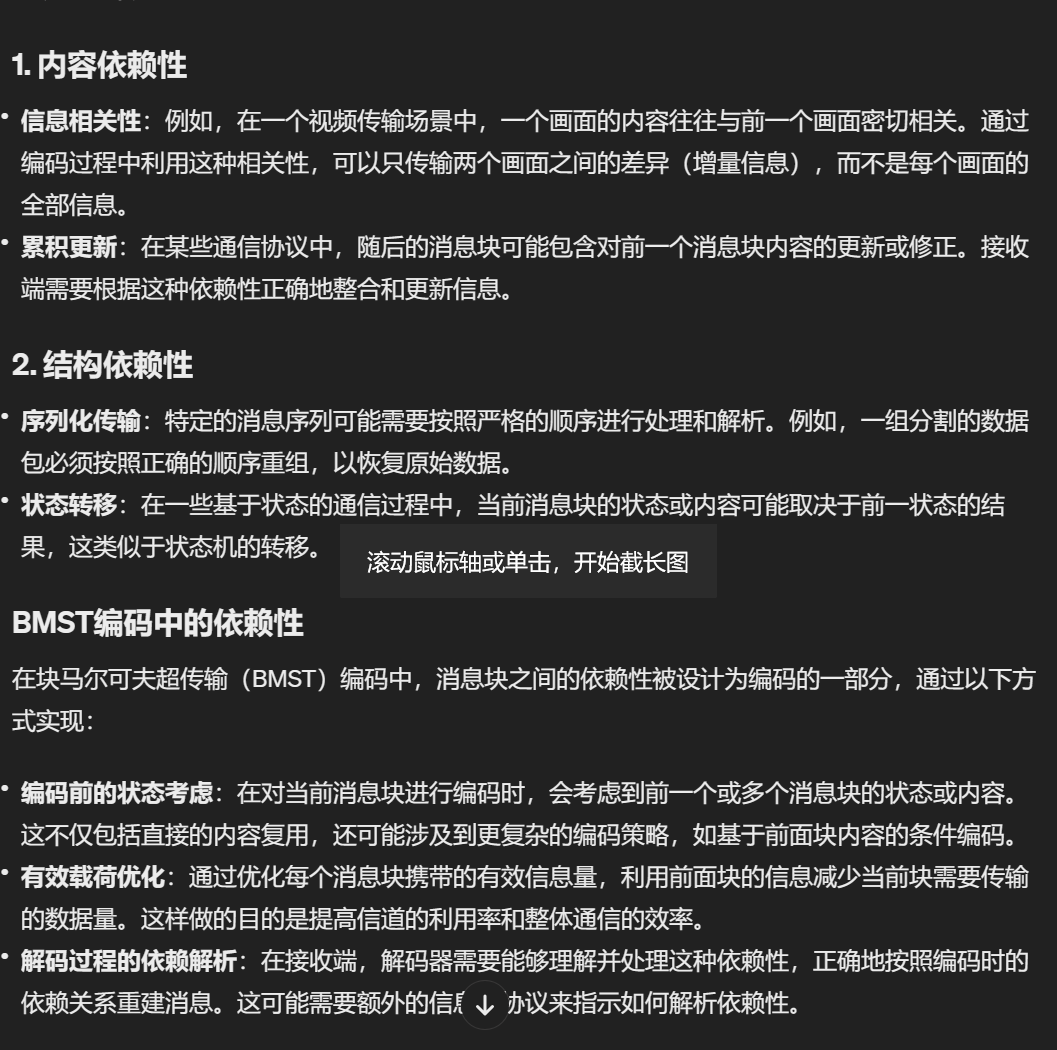 1. 内容依赖性
• 信息相关性：例如，在一个视频传输场景中，一个画面的内容往往与前一个画面密切相关。通过
编码过程中利用这种相关性，可以只传输两个画面之间的差异（增量信息），而不是每个画面的
全部信息。
• 累积更新：在某些通信协议中，随后的消息块可能包含对前一个消息块内容的更新或修正。接收
端需要根据这种依赖性正确地整合和更新信息。
2. 结构依赖性
• 序列化传输：特定的消息序列可能需要按照严格的顺序进行处理和解析。例如，一组分割的数据
包必须按照正确的顺序重组，以恢复原始数据。
• 状态转移：在一些基于状态的通信过程中，当前消息块的状态或内容可能取决于前一状态的结
果，这类似于状态机的转移。
滚动鼠标轴或单击，开始截长图
BMST编码中的依赖性
在块马尔可夫超传输（BMST）编码中，消息块之间的依赖性被设计为编码的一部分，通过以下方
式实现：
• 编码前的状态考虑：在对当前消息块进行编码时，会考虑到前一个或多个消息块的状态或内容。
这不仅包括直接的内容复用，还可能涉及到更复杂的编码策略，如基于前面块内容的条件编码。
• 有效载荷优化：通过优化每个消息块携带的有效信息量，利用前面块的信息减少当前块需要传输
的数据量。这样做的目的是提高信道的利用率和整体通信的效率。
• 解码过程的依赖解析：在接收端，解码器需要能够理解并处理这种依赖性，正确地按照编码时的
依赖关系重建消息。这可能需要额外的信 协议来指示如何解析依赖性。